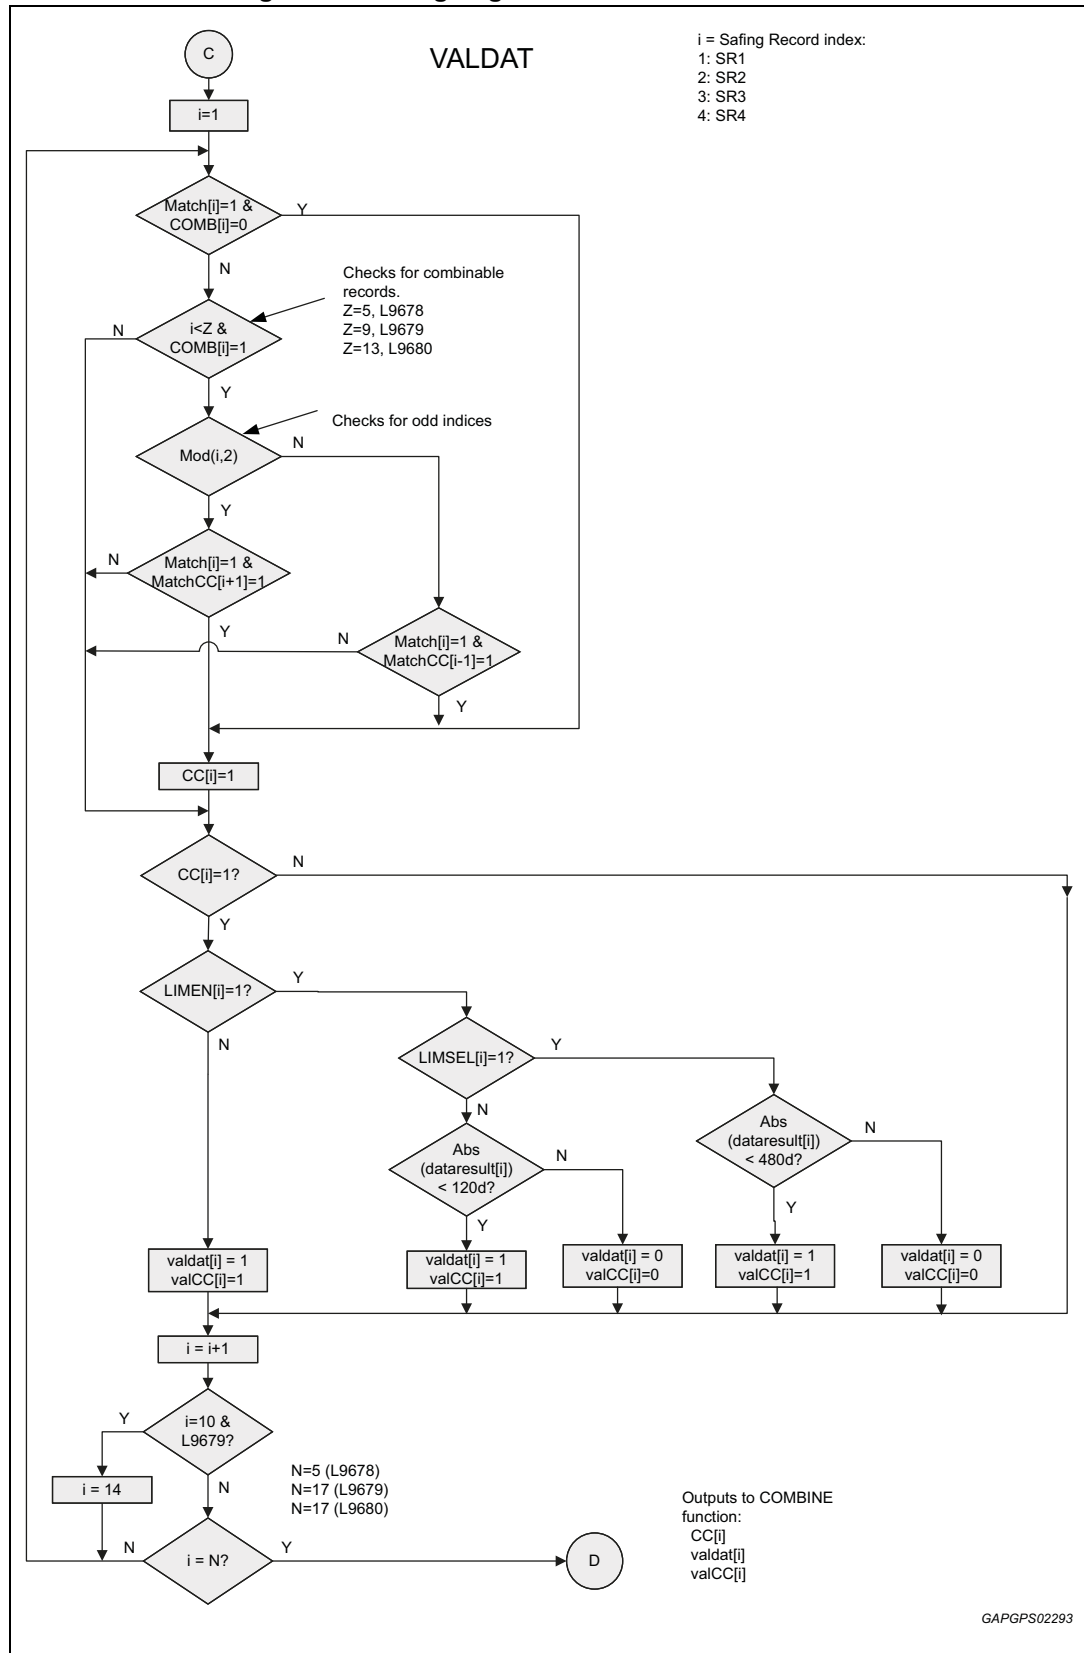 C
VALDAT
i = Safing Record index:
1: SR1
2: SR2
3: SR3
4: SR4
i=1
Match[i]=1 &
COMB[i]=0
Y
N
Checks for combinable
records.
Z=5, L9678
Z=9, L9679
Z=13, L9680
i<Z &
COMB[i]=1
N
Y
Checks for odd indices
Mod(i,2)
N
Y
Match[i]=1 &
MatchCC[i+1]=1
N
Y
Match[i]=1 &
MatchCC[i-1]=1
N
Y
CC[i]=1
CC[i]=1?
N
Y
LIMEN[i]=1?
Y
N
LIMSEL[i]=1?
Y
N
Abs
(dataresult[i])
< 120d?
N
Y
Abs
(dataresult[i])
< 480d?
N
Y
valdat[i] = 1
valCC[i]=1
valdat[i] = 1
valCC[i]=1
valdat[i] = 0
valCC[i]=0
valdat[i] = 1
valCC[i]=1
valdat[i] = 0
valCC[i]=0
i = i+1
i=10 &
L9679?
Y
N
i = 14
N=5 (L9678)
N=17 (L9679)
N=17 (L9680)
i = N?
N
Y
D
Outputs to COMBINE
function:
CC[i]
valdat[i]
valCC[i]
GAPGPS02293